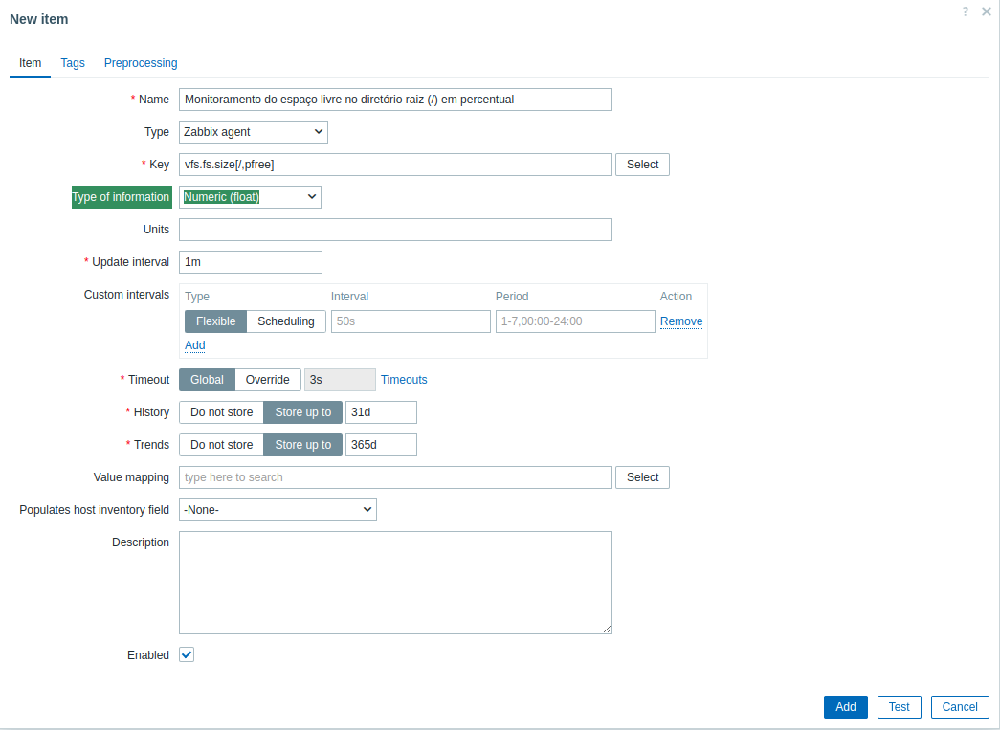 New item
?
Item Tags Preprocessing
* Name Monitoramento do espaço livre no diretório raiz (/) em percentual
Type Zabbix agent
* Key vfs.fs.size[/,pfree] Select
Type of information Numeric (float)
Units
* Update interval 1m
Custom intervals Type Interval Period Action
Flexible Scheduling 50s 1-7,00:00-24:00 Remove
Add
* Timeout Global Override 3s Timeouts
* History Do not store Store up to 31d
* Trends Do not store Store up to 365d
Value mapping type here to search Select
Populates host inventory field -None-
Description
Enabled
Add Test Cancel